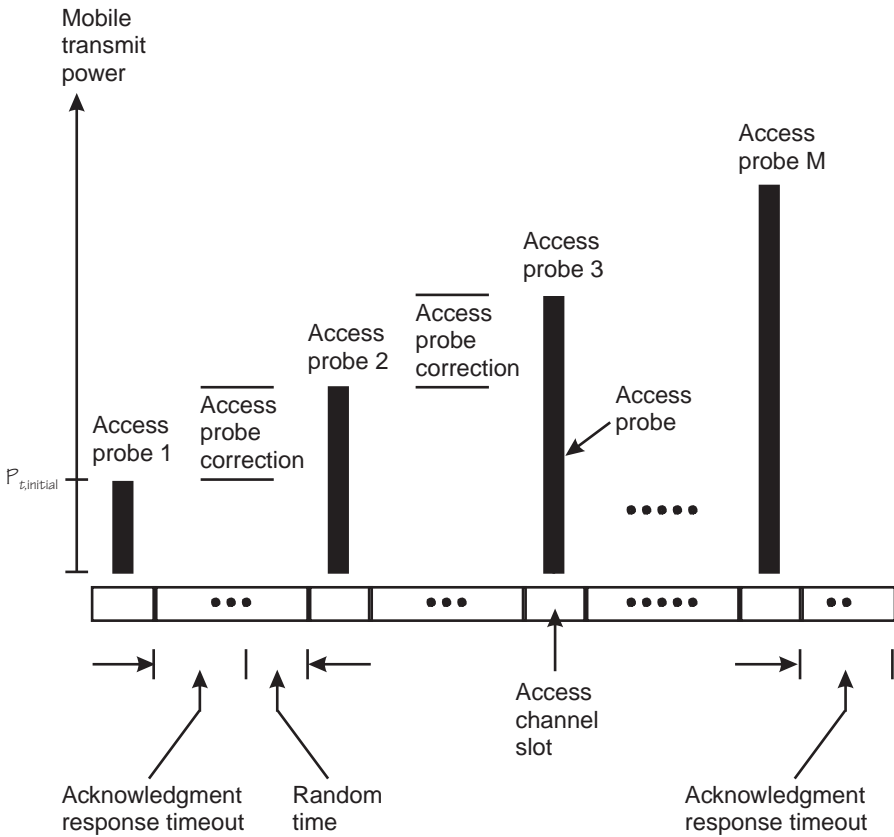 Mobile
transmit
power
Access
probe M
Access
probe 3
Access
probe
correction
Access
probe 2
Access
probe
Access
probe
correction
Access
probe 1
P t,initial
Access
channel
slot
Acknowledgment
response timeout
Random
time
Acknowledgment
response timeout